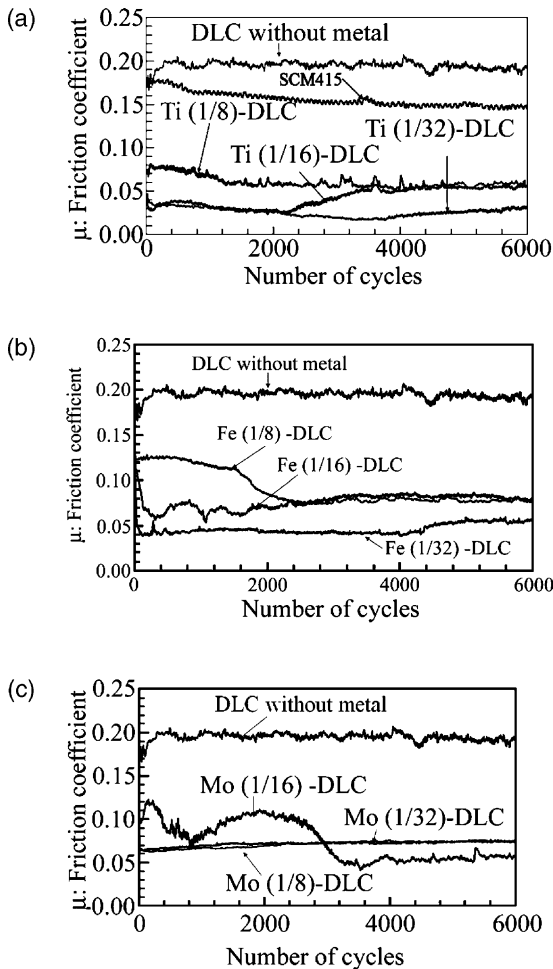 (a)
μ: Friction coefficient
0.25
0.20
0.15
0.10
0.05
0.00
DLC without metal
SCM415
Ti (1/8)-DLC
Ti (1/32)-DLC
Ti (1/16)-DLC
0 2000 4000 6000
Number of cycles
(b)
μ: Friction coefficient
0.25
0.20
0.15
0.10
0.05
0.00
DLC without metal
Fe (1/8) -DLC
Fe (1/16) -DLC
Fe (1/32) -DLC
0 2000 4000 6000
Number of cycles
(c)
μ: Friction coefficient
0.25
0.20
0.15
0.10
0.05
-0.00
DLC without metal
Mo (1/16) -DLC
Mo (1/32)-DLC
Mo (1/8)-DLC
0 2000 4000 6000
Number of cycles